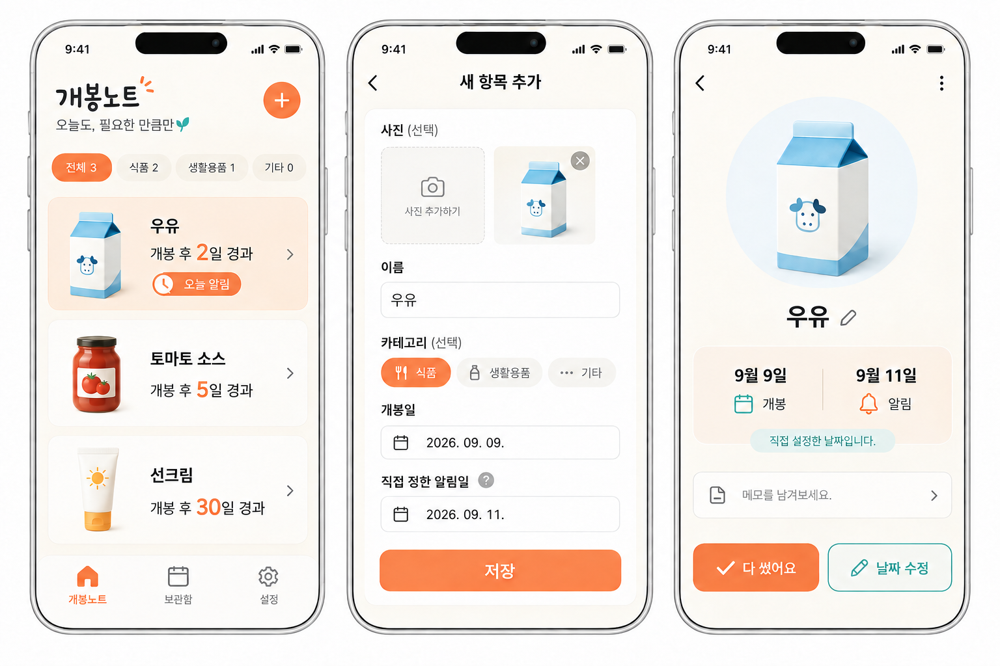 9:41
개봉노트
오늘도, 필요한 만큼만
전체 3
식품 2
생활용품 1
기타 0
우유
개봉 후 2일 경과
오늘 알림
토마토 소스
개봉 후 5일 경과
선크림
개봉 후 30일 경과
개봉노트
보관함
설정
9:41
새 항목 추가
사진 (선택)
사진 추가하기
이름
우유
카테고리 (선택)
식품
생활용품
기타
개봉일
2026. 09. 09.
직접 정한 알림일 ?
2026. 09. 11.
저장
9:41
우유
9월 9일
개봉
9월 11일
알림
직접 설정한 날짜입니다.
메모를 남겨보세요.
다 썼어요
날짜 수정